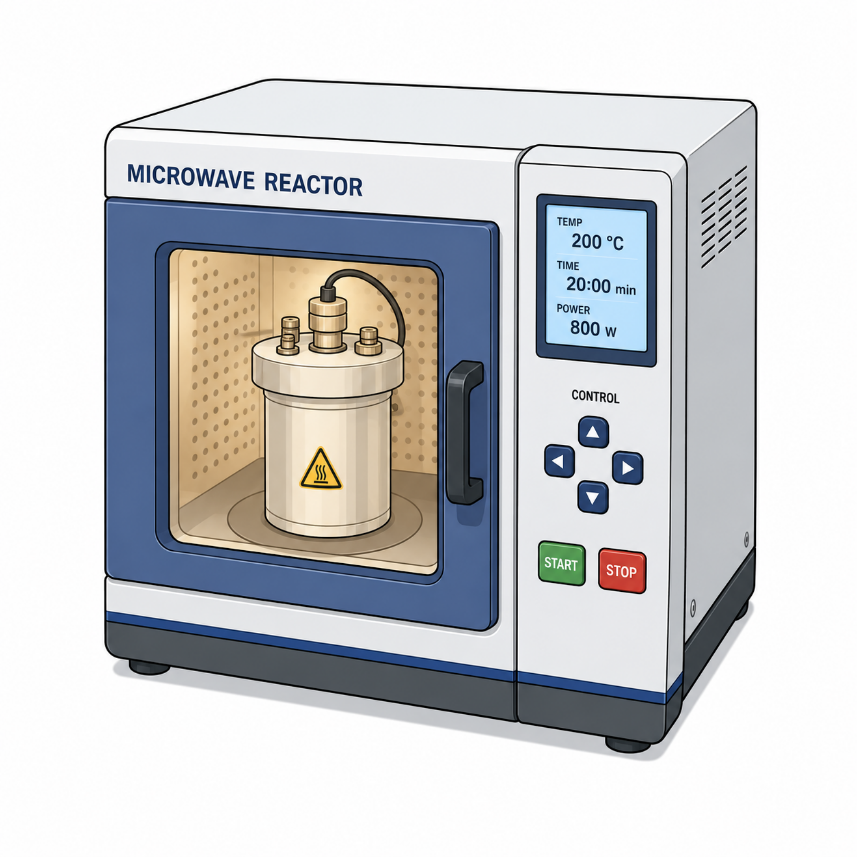 MICROWAVE REACTOR
TEMP
200 °C
TIME
20:00 min
POWER
800 W
CONTROL
START
STOP